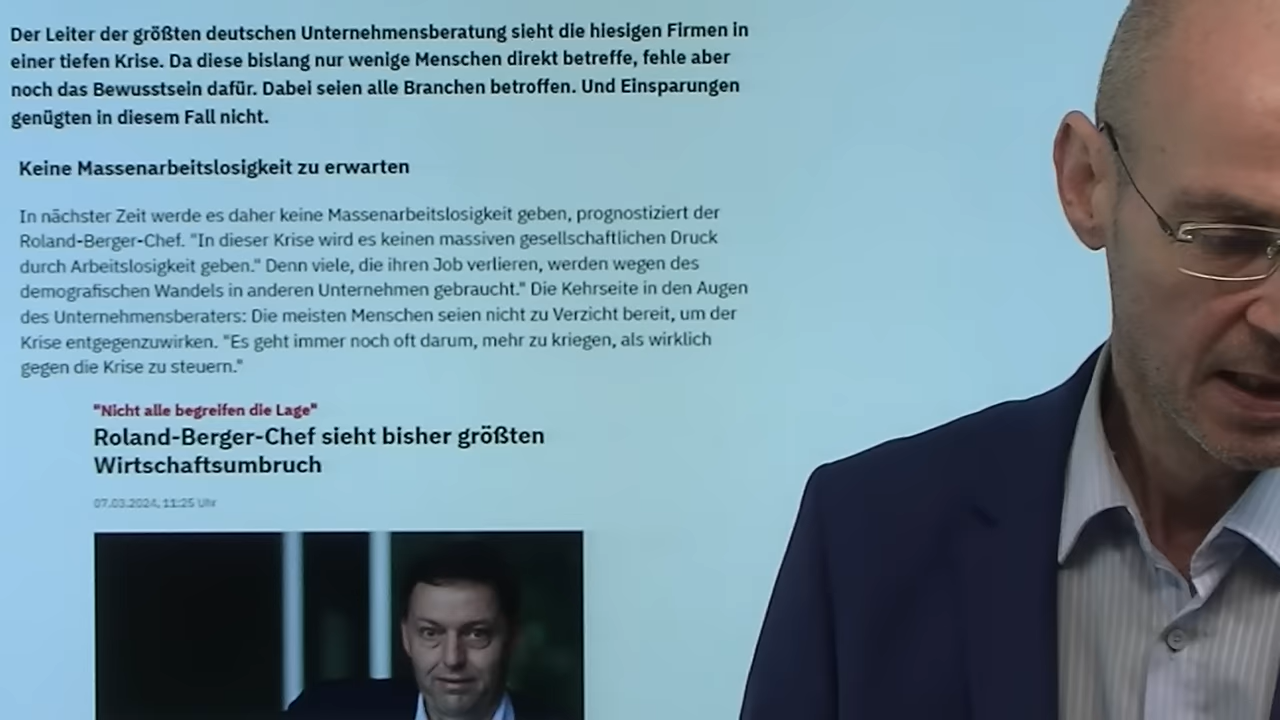 Der Leiter der größten deutschen Unternehmensberatung sieht die hiesigen Firmen in
einer tiefen Krise. Da diese bislang nur wenige Menschen direkt betreffe, fehle aber
noch das Bewusstsein dafür. Dabei seien alle Branchen betroffen. Und Einsparungen
genügten in diesem Fall nicht.
Keine Massenarbeitslosigkeit zu erwarten
In nächster Zeit werde es daher keine Massenarbeitslosigkeit geben, prognostiziert der
Roland-Berger-Chef. "In dieser Krise wird es keinen massiven gesellschaftlichen Druck
durch Arbeitslosigkeit geben." Denn viele, die ihren Job verlieren, werden wegen des
demografischen Wandels in anderen Unternehmen gebraucht." Die Kehrseite in den Augen
des Unternehmensberaters: Die meisten Menschen seien nicht zu Verzicht bereit, um der
Krise entgegenzuwirken. "Es geht immer noch oft darum, mehr zu kriegen, als wirklich
gegen die Krise zu steuern."
"Nicht alle begreifen die Lage"
Roland-Berger-Chef sieht bisher größten
Wirtschaftsumbruch
07.03.2024, 11:25 Uhr